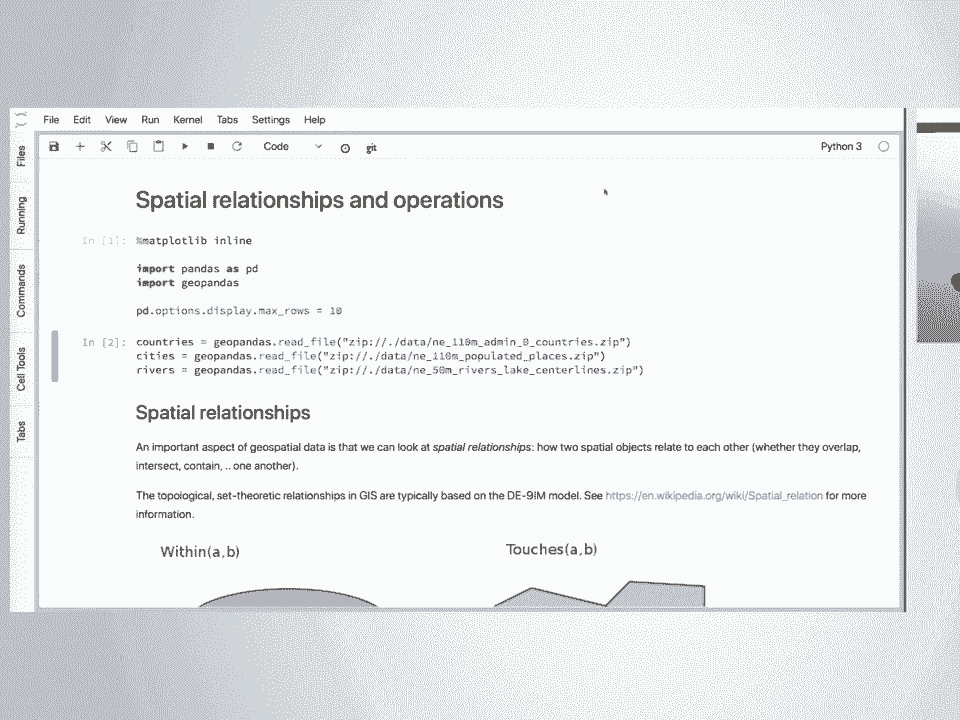 File Edit View Run Kernel Tabs Settings Help
Files
Running
Commands
Cell Tools
Tabs
Code
git
Python 3
Spatial relationships and operations
In [1]: %matplotlib inline
import pandas as pd
import geopandas
pd.options.display.max_rows = 10
In [2]: countries = geopandas.read_file("zip://./data/ne_110m_admin_0_countries.zip")
cities = geopandas.read_file("zip://./data/ne_110m_populated_places.zip")
rivers = geopandas.read_file("zip://./data/ne_50m_rivers_lake_centerlines.zip")
Spatial relationships
An important aspect of geospatial data is that we can look at spatial relationships: how two spatial objects relate to each other (whether they overlap,
intersect, contain, .. one another).
The topological, set-theoretic relationships in GIS are typically based on the DE-9IM model. See https://en.wikipedia.org/wiki/Spatial_relation for more
information.
Within(a,b)
Touches(a,b)